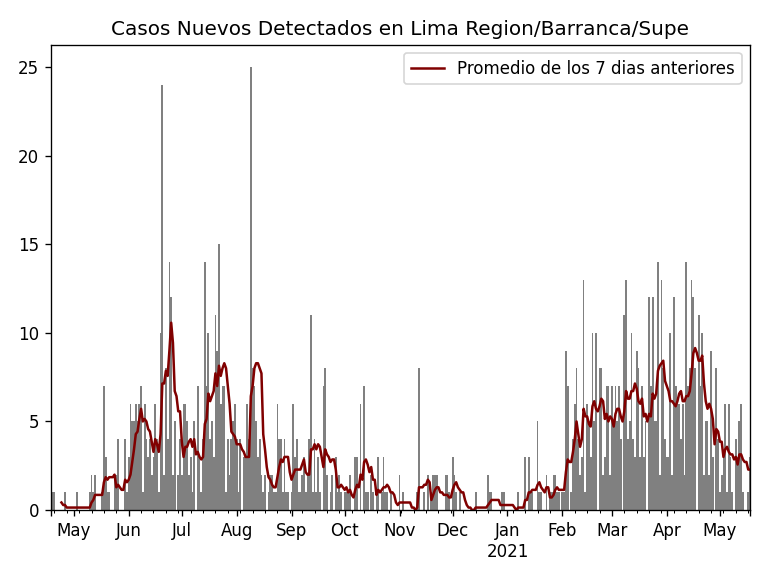 Casos Nuevos Detectados en Lima Region/Barranca/Supe
Promedio de los 7 dias anteriores
25
20
15
10
5
0
May Jun Jul Aug Sep Oct Nov Dec Jan Feb Mar Apr May
2021